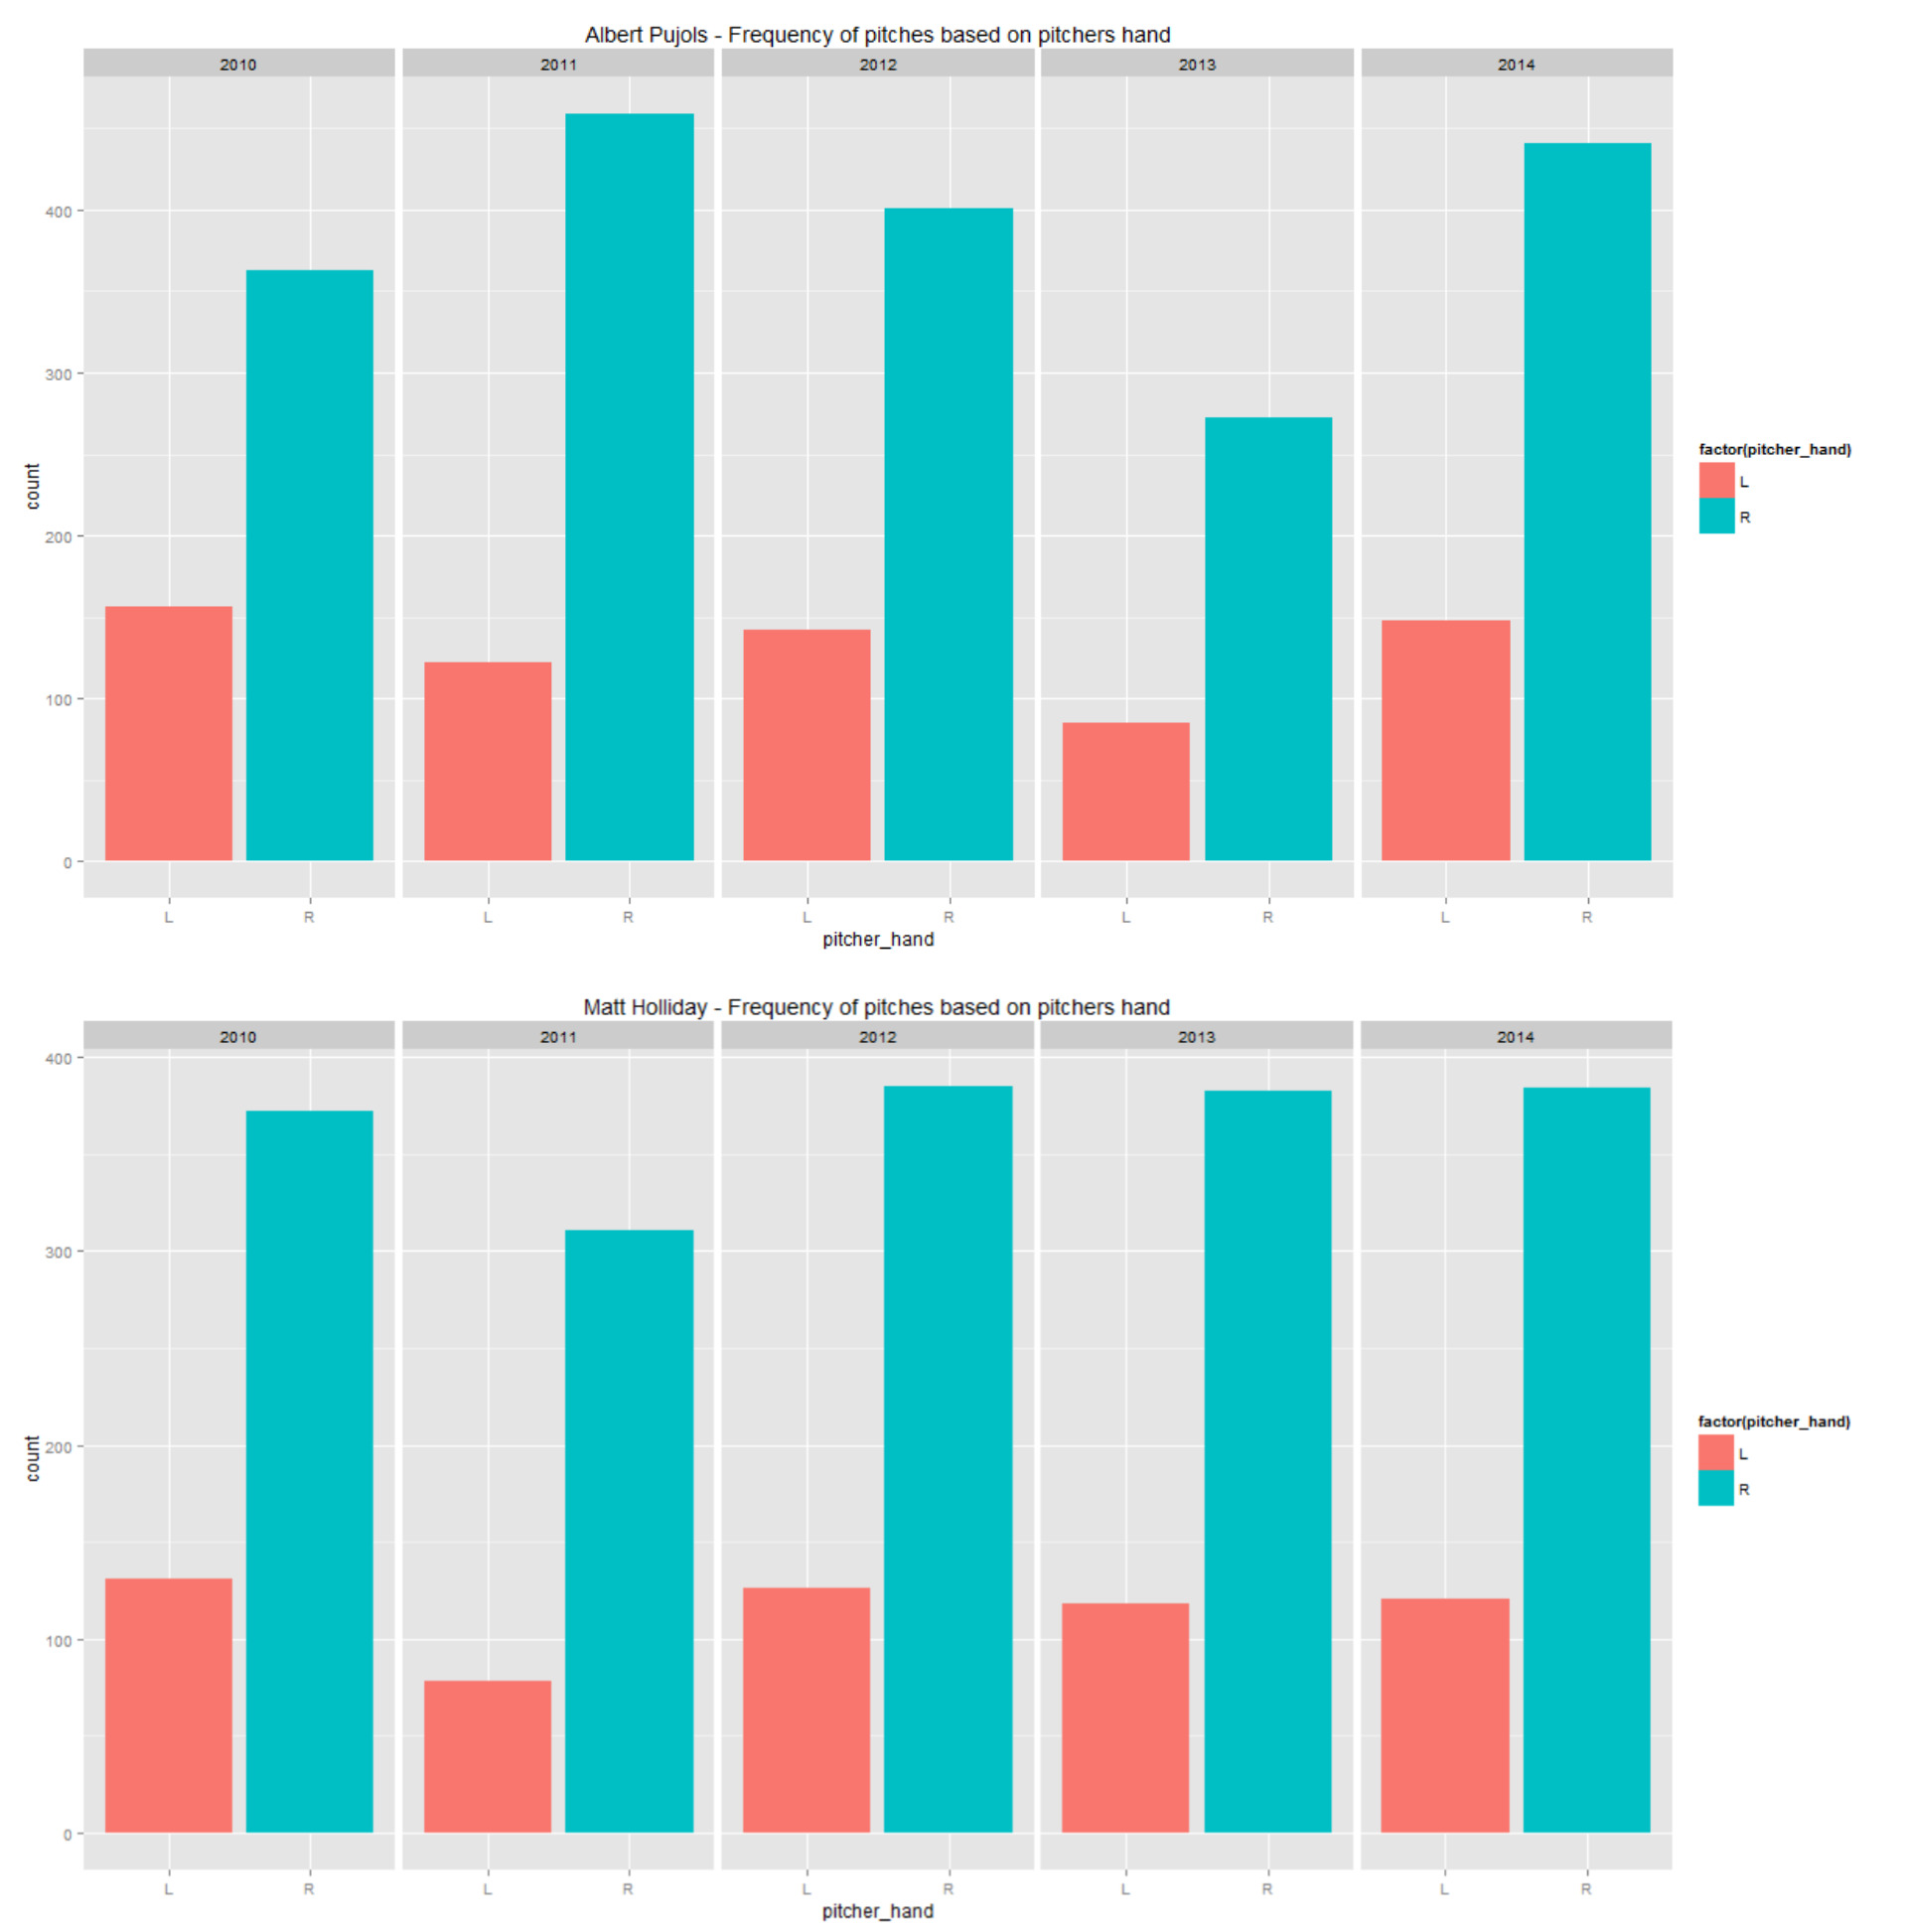 Albert Pujols - Frequency of pitches based on pitchers hand
2010 2011 2012 2013 2014
400
300
200
100
0
count
L R L R L R L R L R
pitcher_hand
factor(pitcher_hand)
L
R
Matt Holliday - Frequency of pitches based on pitchers hand
2010 2011 2012 2013 2014
400
300
200
100
0
count
L R L R L R L R L R
pitcher_hand
factor(pitcher_hand)
L
R